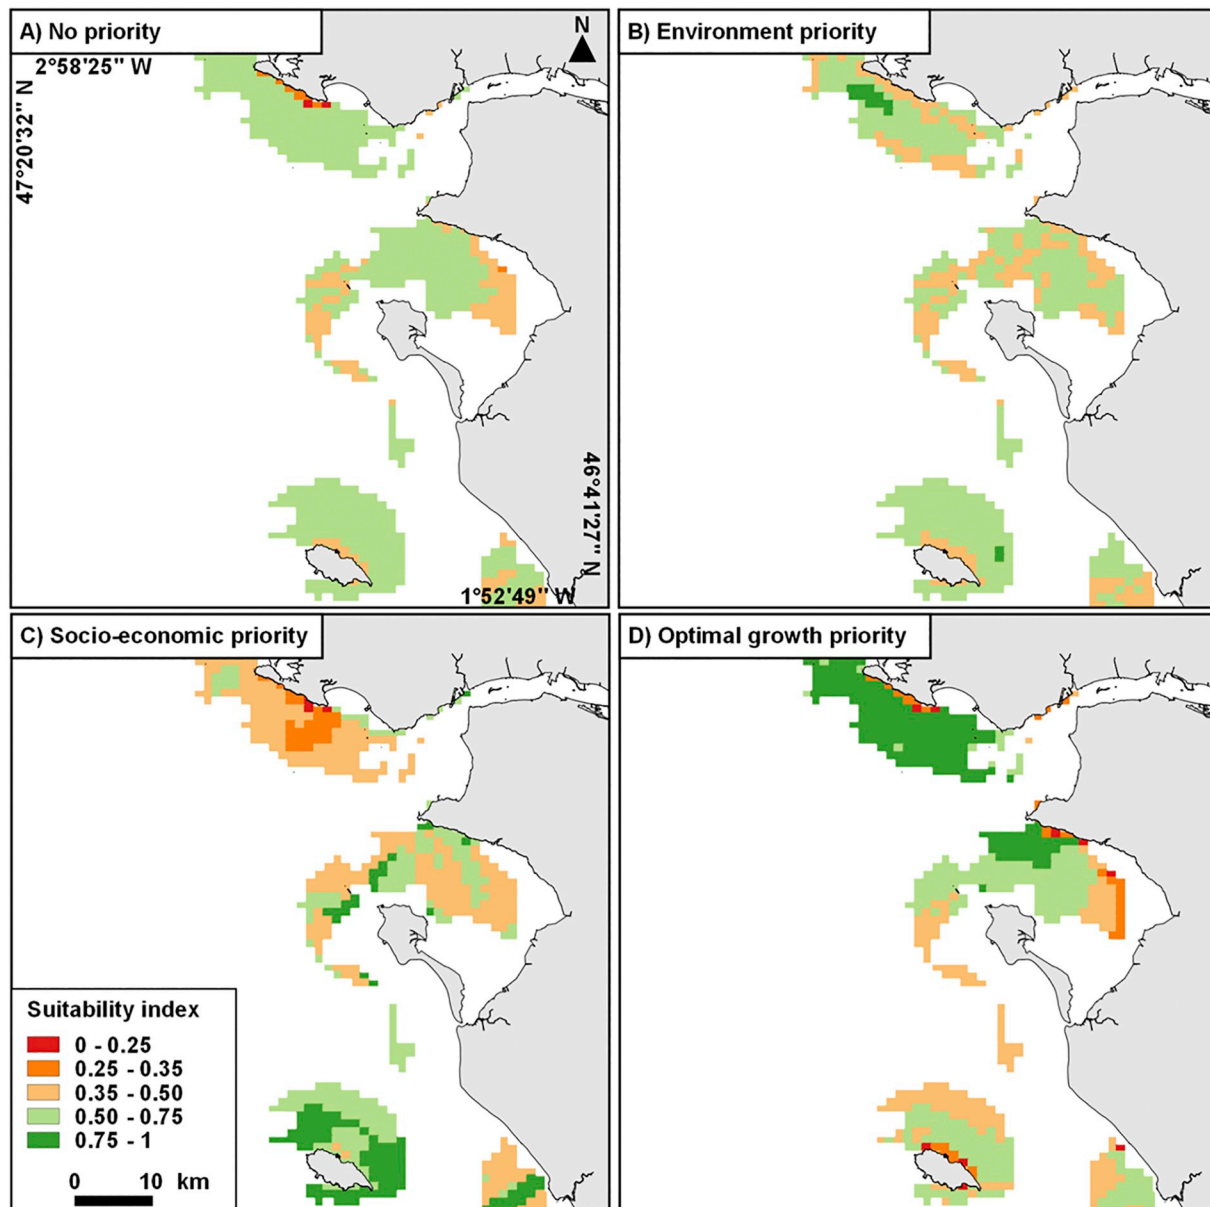 A) No priority
N
2°58'25" W
47°20'32" N
46°41'27" N
1°52'49" W
B) Environment priority
C) Socio-economic priority
Suitability index
0 - 0.25
0.25 - 0.35
0.35 - 0.50
0.50 - 0.75
0.75 - 1
0 10 km
D) Optimal growth priority